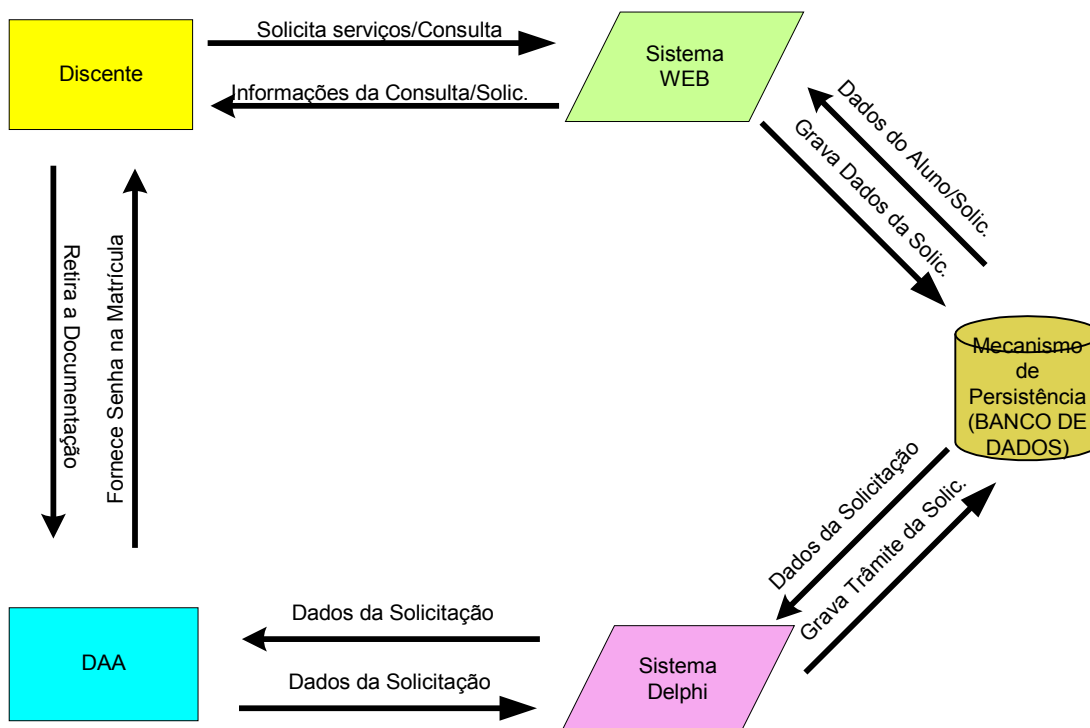 Solicita serviços/Consulta
Discente
Sistema
WEB
Informações da Consulta/Solic.
Dados do Aluno/Solic.
Grava Dados da Solic.
Retira a Documentação
Fornece Senha na Matrícula
Mecanismo
de
Persistência
(BANCO DE
DADOS)
Dados da Solicitação
Grava Trâmite da Solic.
Dados da Solicitação
DAA
Dados da Solicitação
Sistema
Delphi